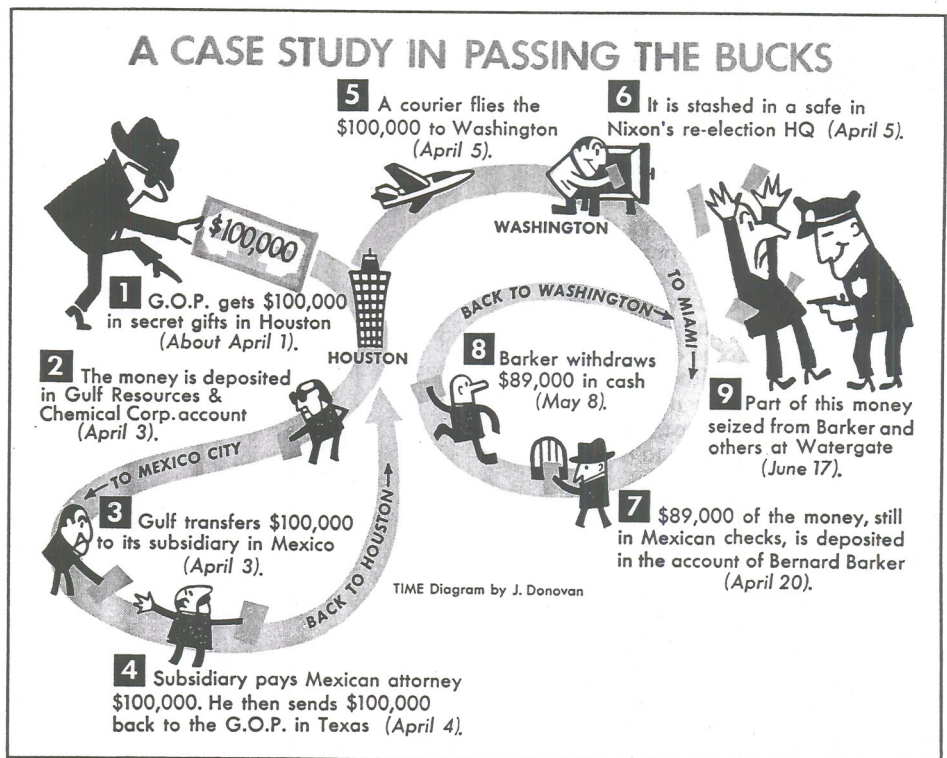 A CASE STUDY IN PASSING THE BUCKS
$100,000
1 G.O.P. gets $100,000
in secret gifts in Houston
(About April 1).
HOUSTON
2 The money is deposited
in Gulf Resources &
Chemical Corp. account
(April 3).
TO MEXICO CITY
3 Gulf transfers $100,000
to its subsidiary in Mexico
(April 3).
4 Subsidiary pays Mexican attorney
$100,000. He then sends $100,000
back to the G.O.P. in Texas (April 4).
BACK TO HOUSTON
5 A courier flies the
$100,000 to Washington
(April 5).
6 It is stashed in a safe in
Nixon's re-election HQ (April 5).
WASHINGTON
TO MIAMI
7 $89,000 of the money, still
in Mexican checks, is deposited
in the account of Bernard Barker
(April 20).
8 Barker withdraws
$89,000 in cash
(May 8).
BACK TO WASHINGTON
9 Part of this money
seized from Barker and
others at Watergate
(June 17).
TIME Diagram by J. Donovan